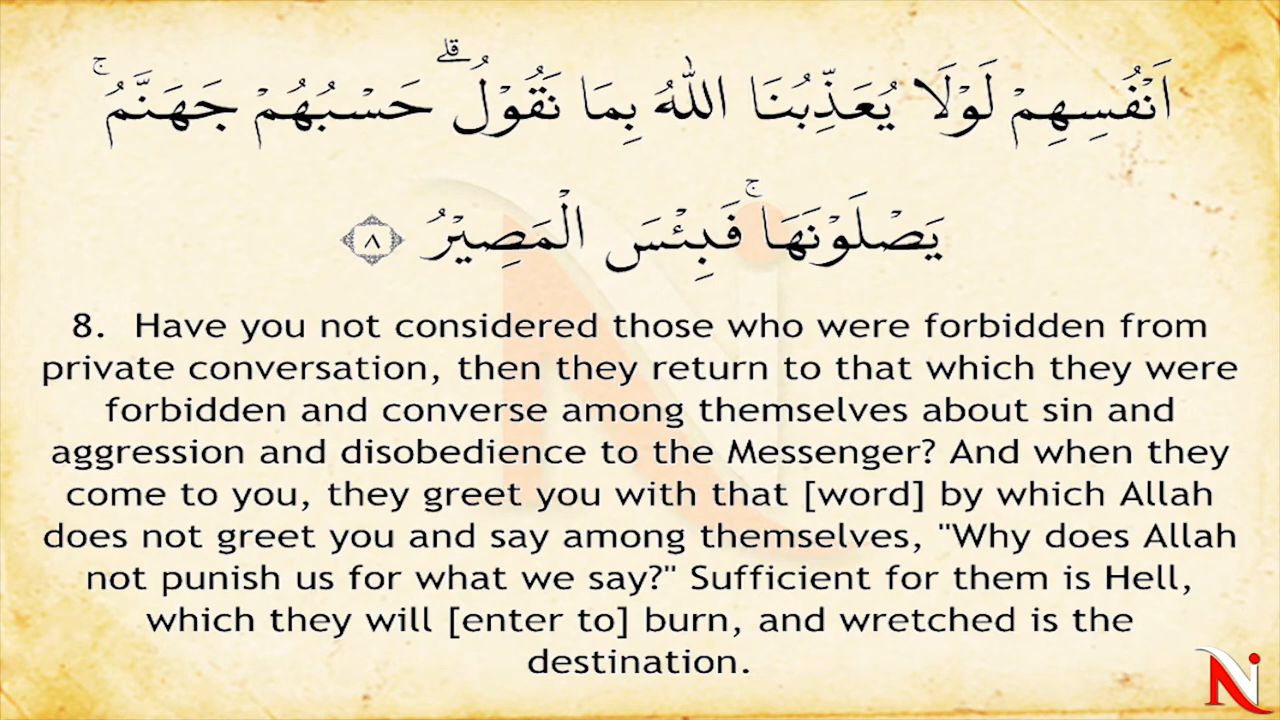 اَنْفُسِهِمْ لَوْلَا يُعَذِّبُنَا اللّٰهُ بِمَا نَقُوْلُ ؕ حَسْبُهُمْ جَهَنَّمُ ۚ
يَصْلَوْنَهَا ۚ فَبِئْسَ الْمَصِيْرُ ۸
8. Have you not considered those who were forbidden from
private conversation, then they return to that which they were
forbidden and converse among themselves about sin and
aggression and disobedience to the Messenger? And when they
come to you, they greet you with that [word] by which Allah
does not greet you and say among themselves, "Why does Allah
not punish us for what we say?" Sufficient for them is Hell,
which they will [enter to] burn, and wretched is the
destination.